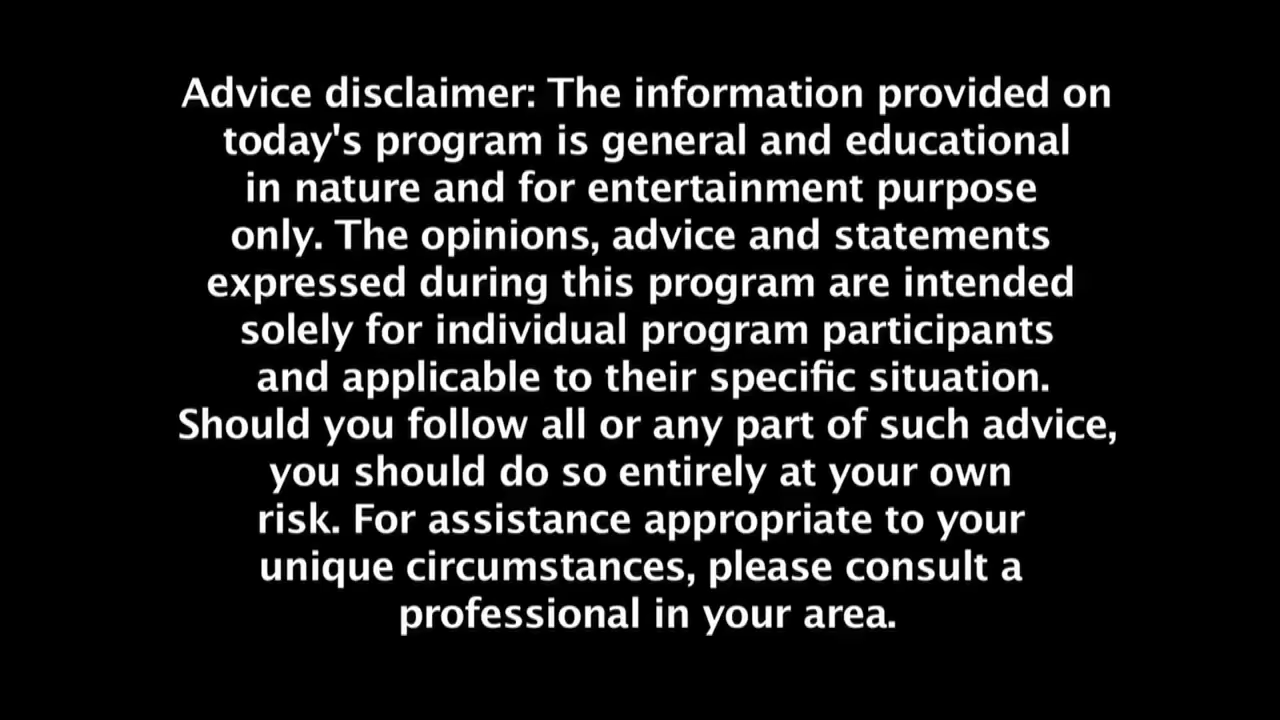 Advice disclaimer: The information provided on
today's program is general and educational
in nature and for entertainment purpose
only. The opinions, advice and statements
expressed during this program are intended
solely for individual program participants
and applicable to their specific situation.
Should you follow all or any part of such advice,
you should do so entirely at your own
risk. For assistance appropriate to your
unique circumstances, please consult a
professional in your area.